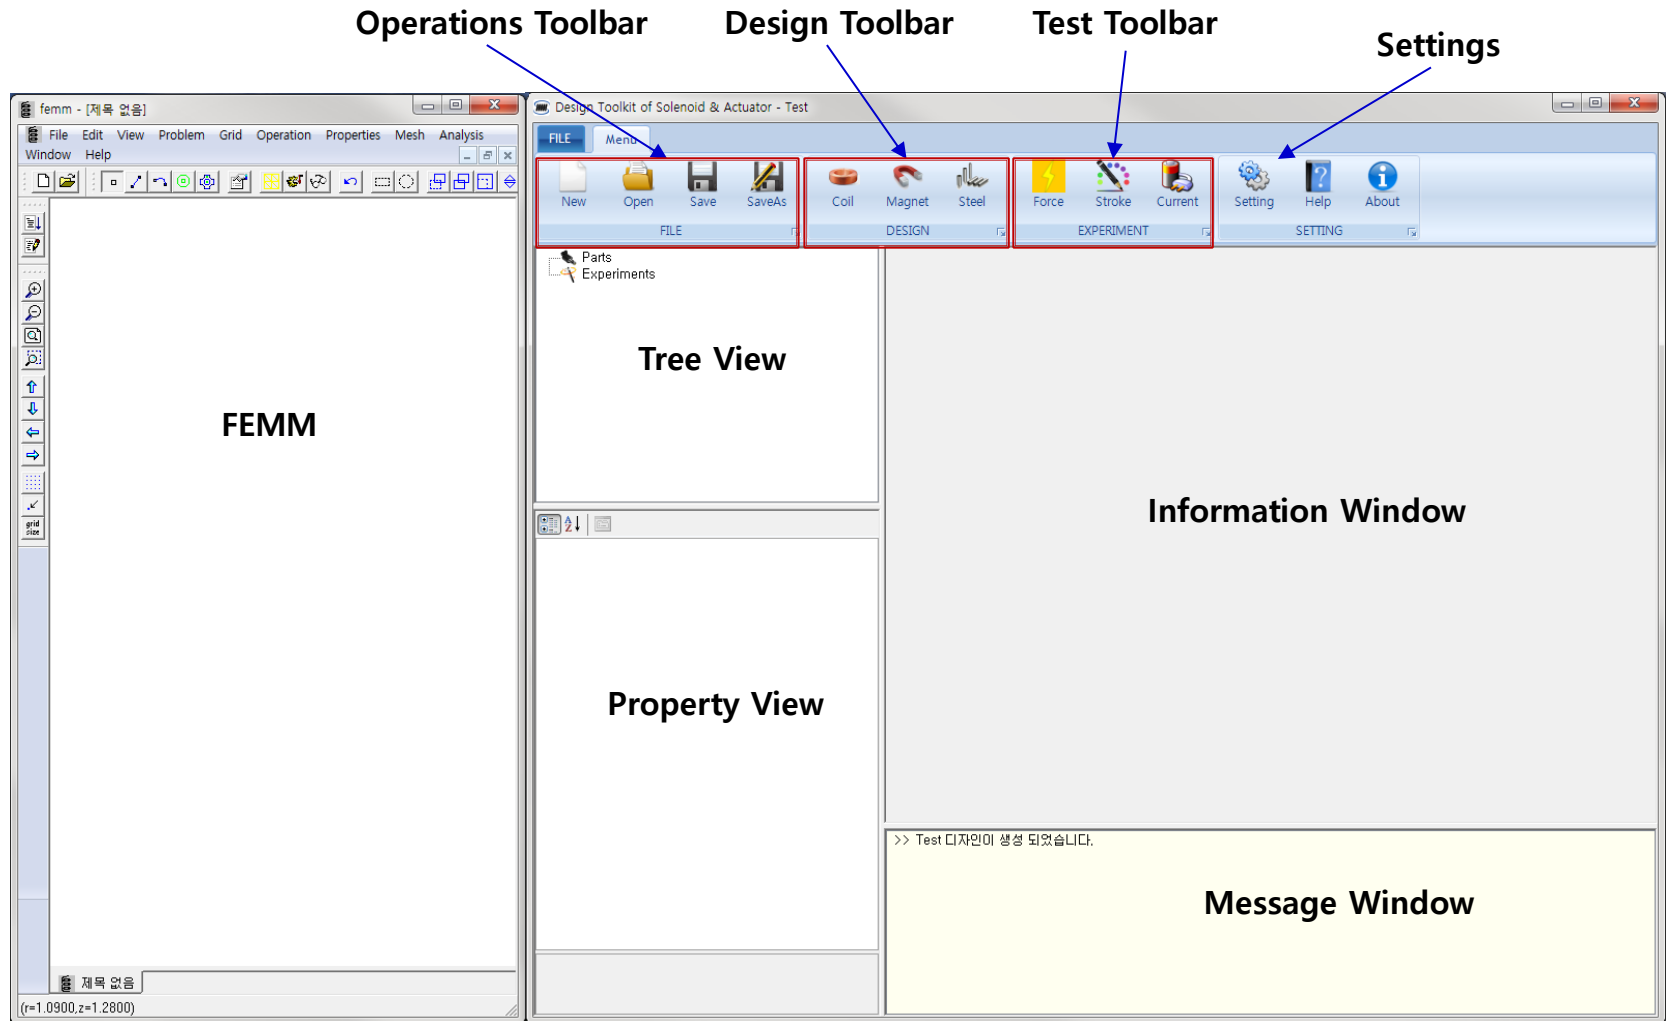 Operations Toolbar
Design Toolbar
Test Toolbar
Settings
femm - [제목 없음]
File Edit View Problem Grid Operation Properties Mesh Analysis
Window Help
grid
size
FEMM
제목 없음
(r=1.0900,z=1.2800)
Design Toolkit of Solenoid & Actuator - Test
FILE Menu
New Open Save SaveAs
FILE
Coil Magnet Steel
DESIGN
Force Stroke Current
EXPERIMENT
Setting Help About
SETTING
Parts
Experiments
Tree View
Property View
Information Window
>> Test 디자인이 생성 되었습니다.
Message Window